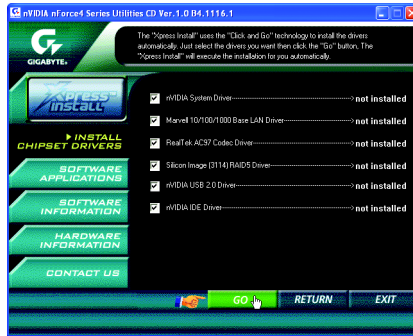 nVIDIA nForce4 Series Utilities CD Ver.1.0 B4.1116.1
GIGABYTE
The "Xpress Install" uses the "Click and Go" technology to install the drivers
automatically. Just select the drivers you want then click the "Go" button. The
"Xpress Install" will execute the installation for you automatically.
Xpress
INSTALL
INSTALL
CHIPSET DRIVERS
SOFTWARE
APPLICATIONS
SOFTWARE
INFORMATION
HARDWARE
INFORMATION
CONTACT US
nVIDIA System Driver not installed
Marvell 10/100/1000 Base LAN Driver not installed
RealTek AC97 Codec Driver not installed
Silicon Image (3114) RAID5 Driver not installed
nVIDIA USB 2.0 Driver not installed
nVIDIA IDE Driver not installed
GO RETURN EXIT